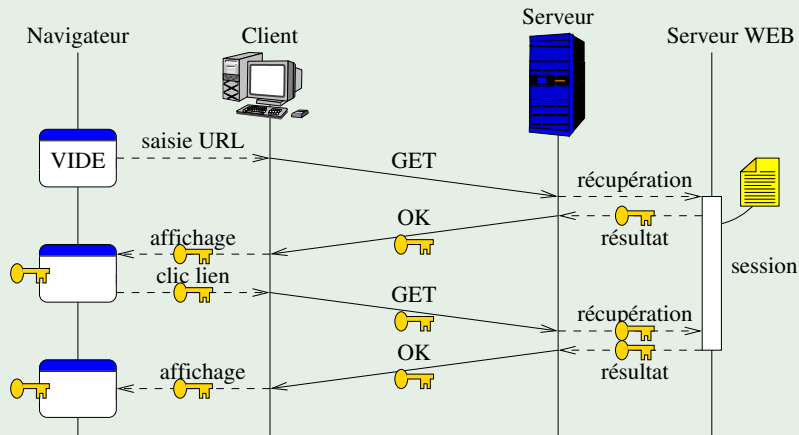 Navigateur
Client
Serveur
Serveur WEB
VIDE
saisie URL
GET
récupération
OK
résultat
affichage
clic lien
session
GET
récupération
OK
résultat
affichage